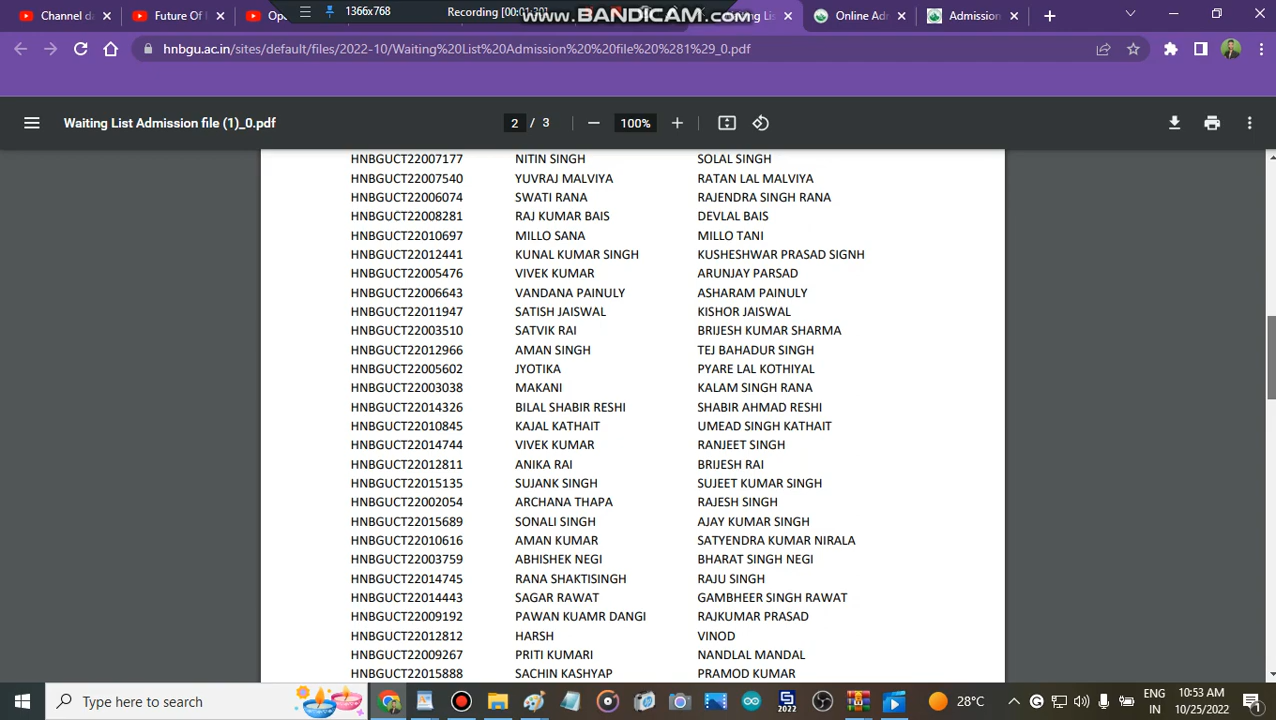 Channel da
Future Of
Op
1366x768
Recording [00:01:30]
www.BANDICAM.com
ng Lis
Online Adm
Admission
hnbgu.ac.in/sites/default/files/2022-10/Waiting%20List%20Admission%20%20file%20%281%29_0.pdf
Waiting List Admission file (1)_0.pdf
2 / 3
100%
HNBGUCT22007177 NITIN SINGH SOLAL SINGH
HNBGUCT22007540 YUVRAJ MALVIYA RATAN LAL MALVIYA
HNBGUCT22006074 SWATI RANA RAJENDRA SINGH RANA
HNBGUCT22008281 RAJ KUMAR BAIS DEVLAL BAIS
HNBGUCT22010697 MILLO SANA MILLO TANI
HNBGUCT22012441 KUNAL KUMAR SINGH KUSHESHWAR PRASAD SIGNH
HNBGUCT22005476 VIVEK KUMAR ARUNJAY PARSAD
HNBGUCT22006643 VANDANA PAINULY ASHARAM PAINULY
HNBGUCT22011947 SATISH JAISWAL KISHOR JAISWAL
HNBGUCT22003510 SATVIK RAI BRIJESH KUMAR SHARMA
HNBGUCT22012966 AMAN SINGH TEJ BAHADUR SINGH
HNBGUCT22005602 JYOTIKA PYARE LAL KOTHIYAL
HNBGUCT22003038 MAKANI KALAM SINGH RANA
HNBGUCT22014326 BILAL SHABIR RESHI SHABIR AHMAD RESHI
HNBGUCT22010845 KAJAL KATHAIT UMEAD SINGH KATHAIT
HNBGUCT22014744 VIVEK KUMAR RANJEET SINGH
HNBGUCT22012811 ANIKA RAI BRIJESH RAI
HNBGUCT22015135 SUJANK SINGH SUJEET KUMAR SINGH
HNBGUCT22002054 ARCHANA THAPA RAJESH SINGH
HNBGUCT22015689 SONALI SINGH AJAY KUMAR SINGH
HNBGUCT22010616 AMAN KUMAR SATYENDRA KUMAR NIRALA
HNBGUCT22003759 ABHISHEK NEGI BHARAT SINGH NEGI
HNBGUCT22014745 RANA SHAKTISINGH RAJU SINGH
HNBGUCT22014443 SAGAR RAWAT GAMBHEER SINGH RAWAT
HNBGUCT22009192 PAWAN KUAMR DANGI RAJKUMAR PRASAD
HNBGUCT22012812 HARSH VINOD
HNBGUCT22009267 PRITI KUMARI NANDLAL MANDAL
HNBGUCT22015888 SACHIN KASHYAP PRAMOD KUMAR
Type here to search
2022
28°C
ENG
IN
10:53 AM
10/25/2022
1